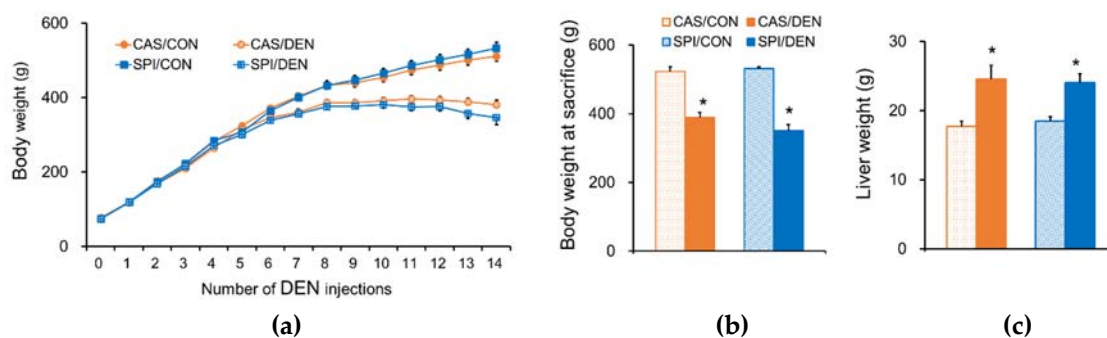 600
400
200
0
Body weight (g)
CAS/CON CAS/DEN
SPI/CON SPI/DEN
0 1 2 3 4 5 6 7 8 9 10 11 12 13 14
Number of DEN injections
(a)
CAS/CON CAS/DEN
SPI/CON SPI/DEN
600
400
600
0
Body weight at sacrifice (g)
* *
(b)
30
20
10
0
Liver weight (g)
* *
(c)